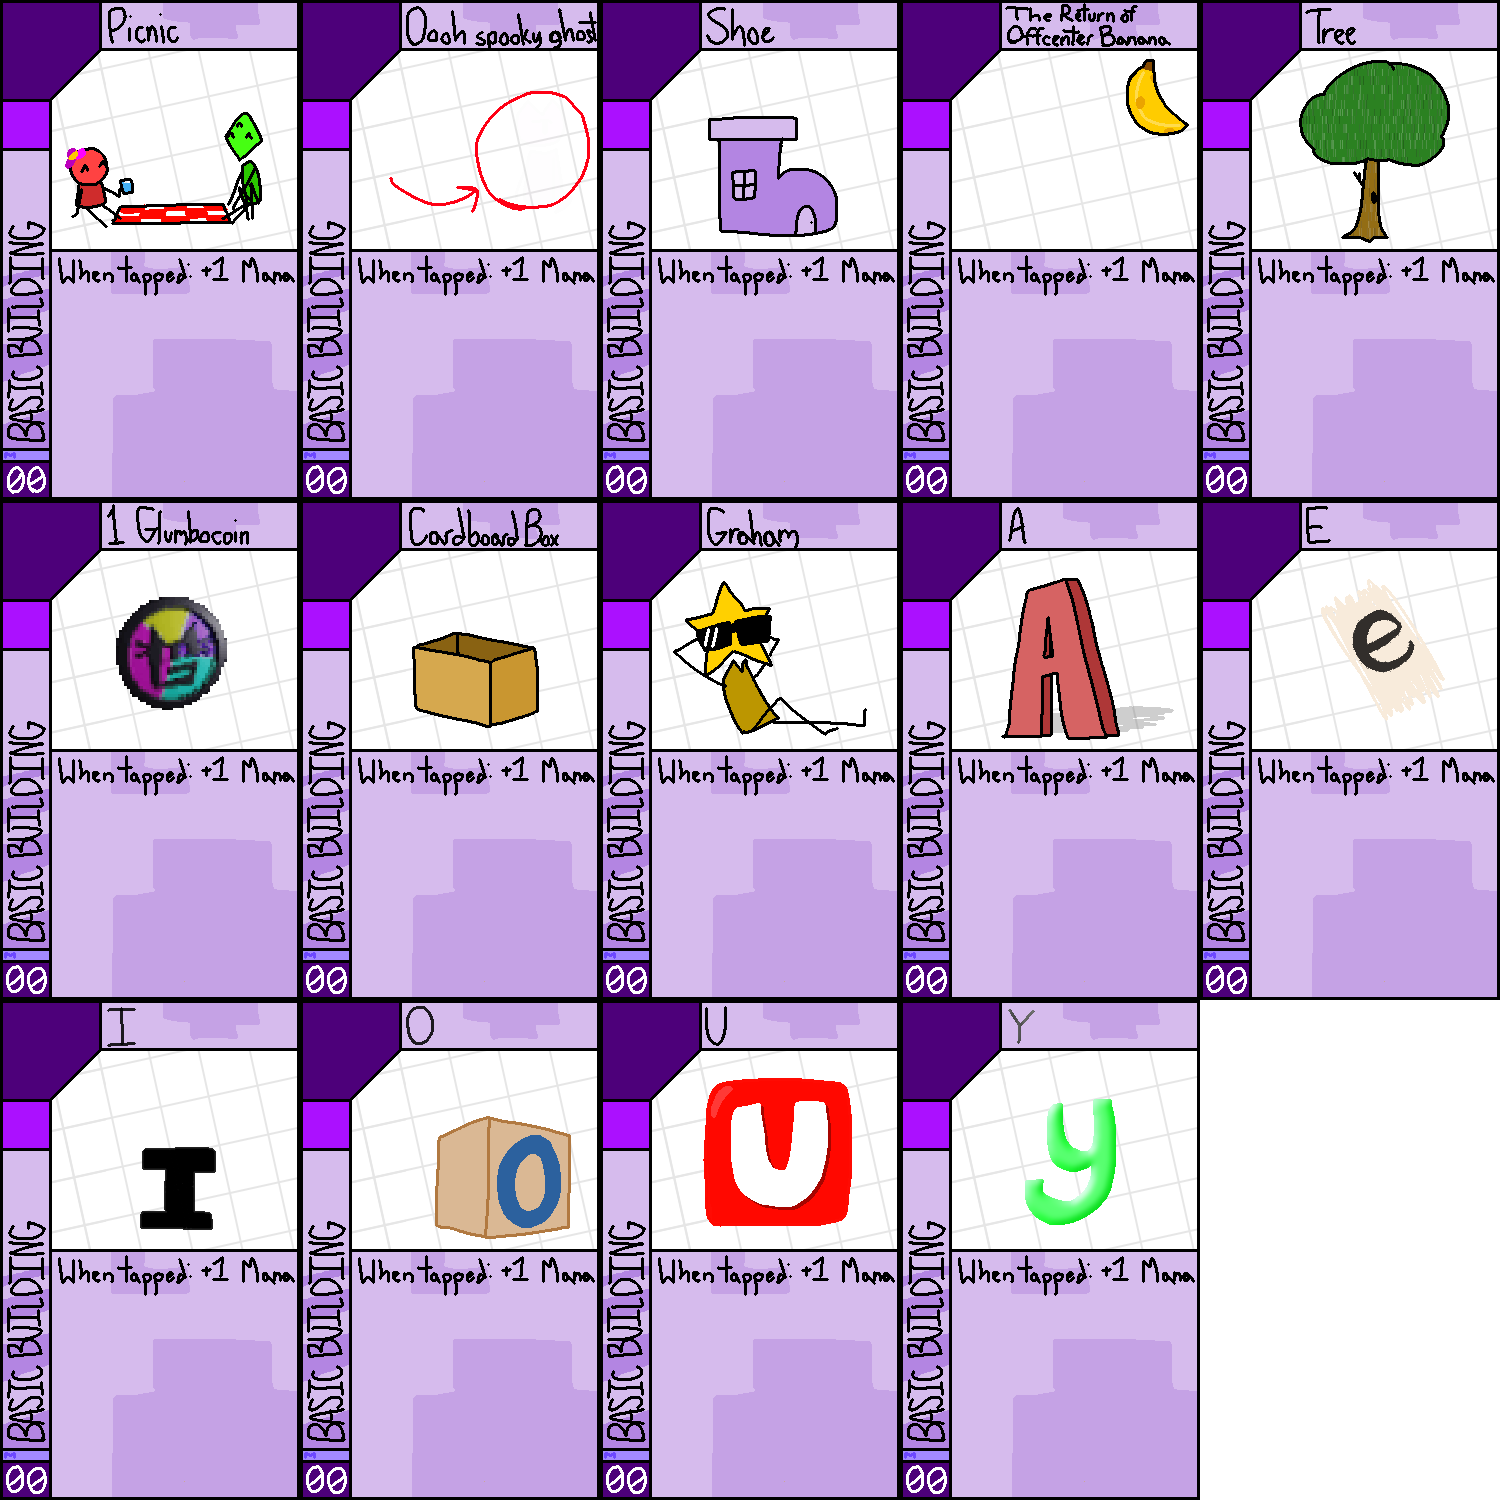 Picnic
When tapped: +1 Mana
BASIC BUILDING
M
00
Oooh spooky ghost
When tapped: +1 Mana
BASIC BUILDING
M
00
Shoe
When tapped: +1 Mana
BASIC BUILDING
M
00
The Return of
Offcenter Banana
When tapped: +1 Mana
BASIC BUILDING
M
00
Tree
When tapped: +1 Mana
BASIC BUILDING
M
00
1 Glumbocoin
When tapped: +1 Mana
BASIC BUILDING
M
00
Cardboard Box
When tapped: +1 Mana
BASIC BUILDING
M
00
Graham
When tapped: +1 Mana
BASIC BUILDING
M
00
A
A
When tapped: +1 Mana
BASIC BUILDING
M
00
E
e
When tapped: +1 Mana
BASIC BUILDING
M
00
I
I
When tapped: +1 Mana
BASIC BUILDING
M
00
O
O
When tapped: +1 Mana
BASIC BUILDING
M
00
U
U
When tapped: +1 Mana
BASIC BUILDING
M
00
Y
y
When tapped: +1 Mana
BASIC BUILDING
M
00